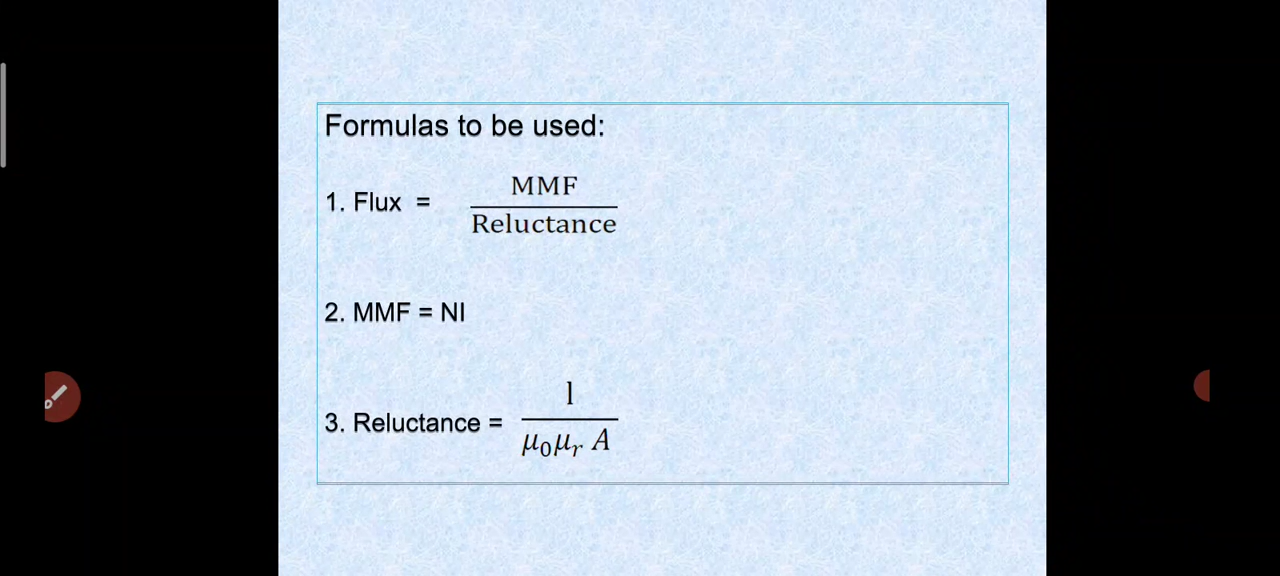 Formulas to be used:
1. Flux = MMF / Reluctance
2. MMF = NI
3. Reluctance = l / μ₀μᵣ A